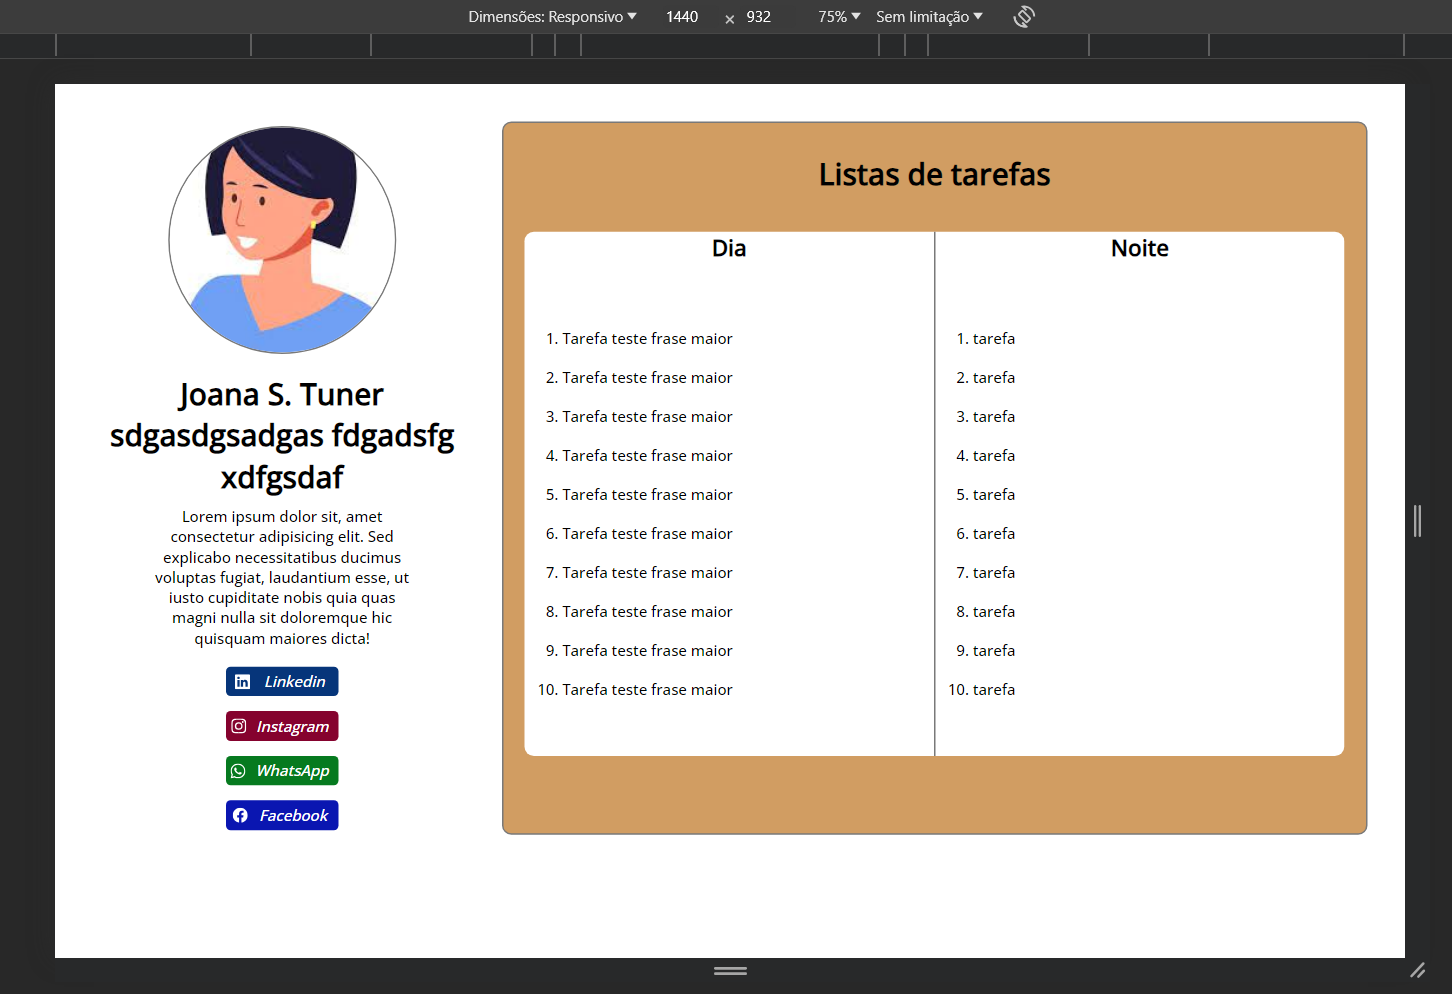 Dimensões: Responsivo 1440 × 932 75% Sem limitação
Joana S. Tuner
sdgasdgsadgas fdgadsfg
xdfgsdaf
Lorem ipsum dolor sit, amet
consectetur adipisicing elit. Sed
explicabo necessitatibus ducimus
voluptas fugiat, laudantium esse, ut
iusto cupiditate nobis quia quas
magni nulla sit doloremque hic
quisquam maiores dicta!
Linkedin
Instagram
WhatsApp
Facebook
Listas de tarefas
Dia
1. Tarefa teste frase maior
2. Tarefa teste frase maior
3. Tarefa teste frase maior
4. Tarefa teste frase maior
5. Tarefa teste frase maior
6. Tarefa teste frase maior
7. Tarefa teste frase maior
8. Tarefa teste frase maior
9. Tarefa teste frase maior
10. Tarefa teste frase maior
Noite
1. tarefa
2. tarefa
3. tarefa
4. tarefa
5. tarefa
6. tarefa
7. tarefa
8. tarefa
9. tarefa
10. tarefa